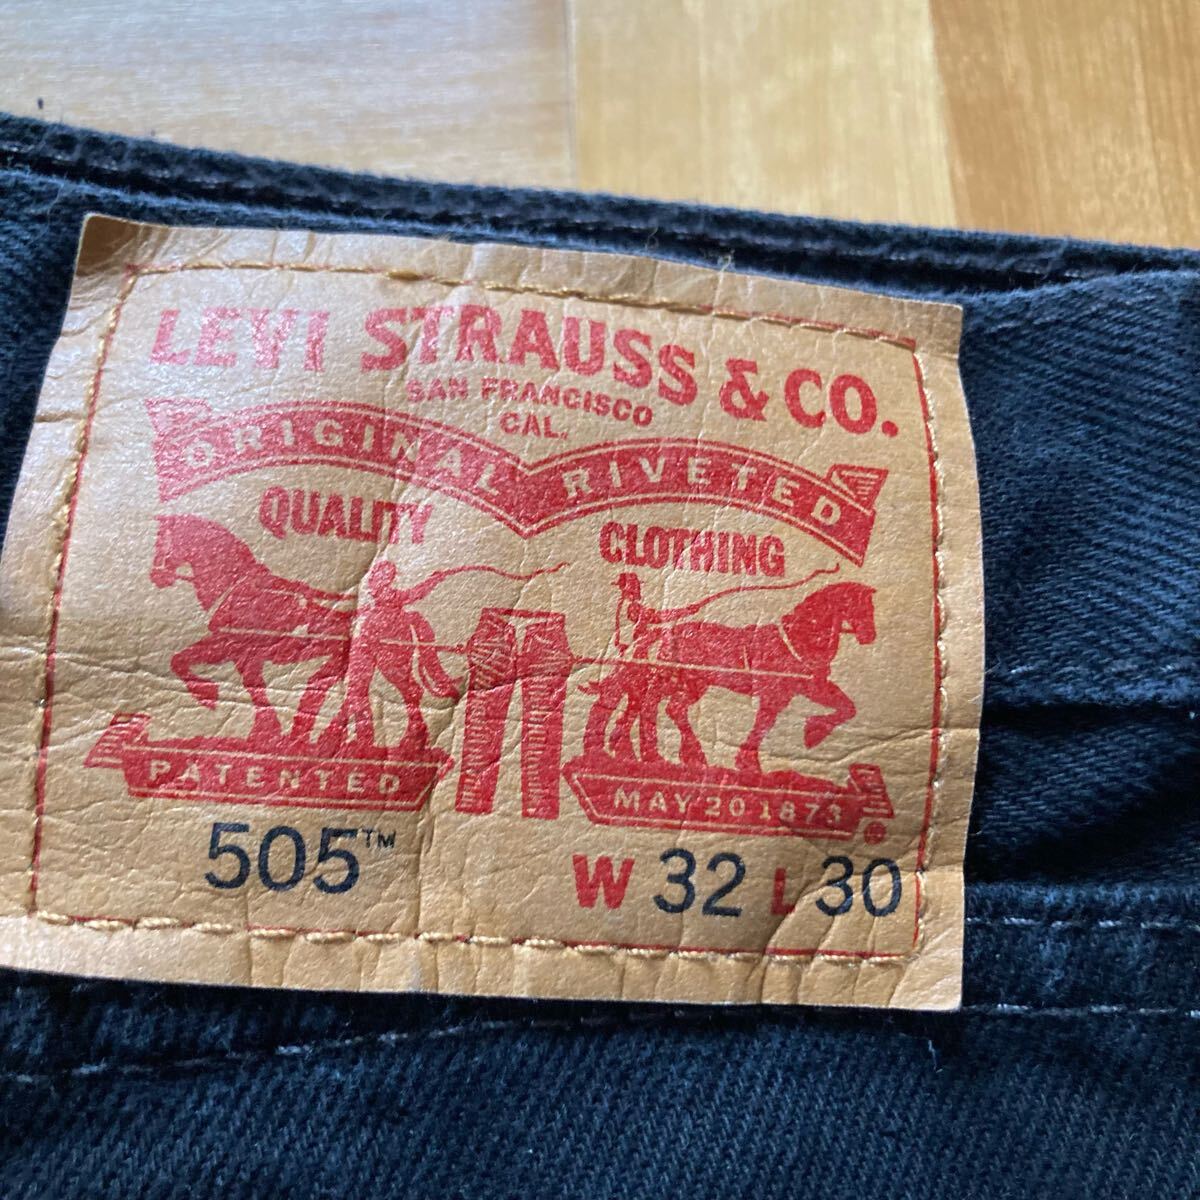 LEVI STRAUSS & CO.
SAN FRANCISCO
CAL.
ORIGINAL RIVETED
QUALITY CLOTHING
PATENTED MAY 20 1873 ®
505™ W 32 L 30